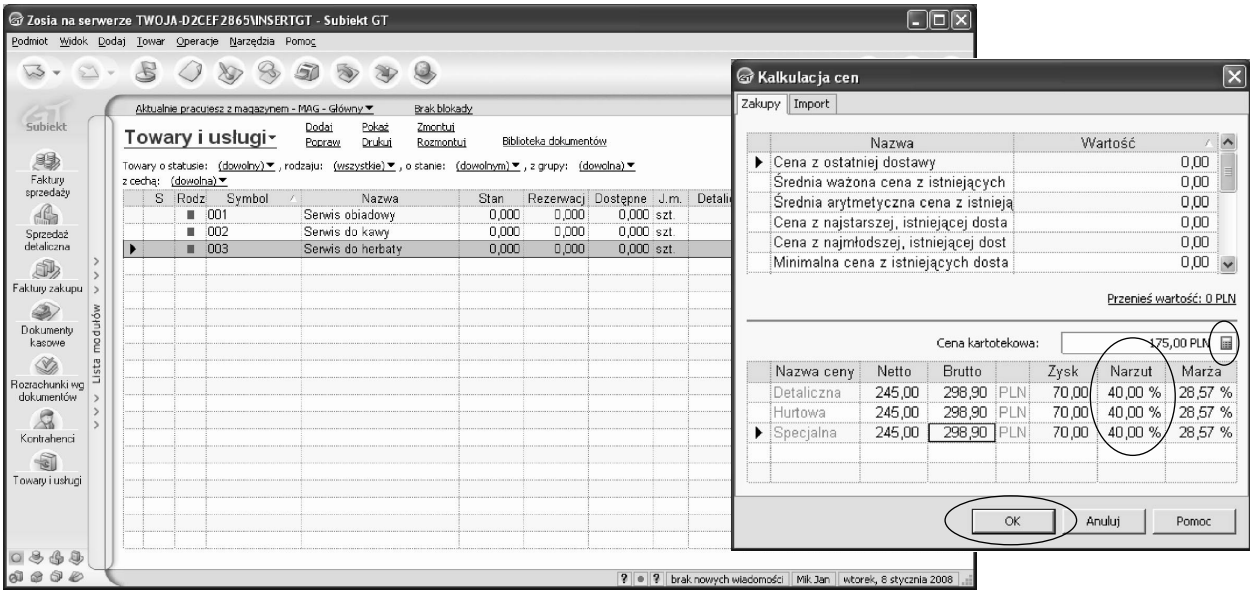 Zosia na serwerze TWOJA-D2CEF2865\INSERTGT - Subiekt GT
Podmiot Widok Dodaj Towar Operacje Narzędzia Pomoc
Subiekt
Faktury
sprzedaży
Sprzedaż
detaliczna
Faktury zakupu
Dokumenty
kasowe
Rozrachunki wg
dokumentów
Kontrahenci
Towary i usługi
Lista modułów
Aktualnie pracujesz z magazynem - MAG - Główny Brak blokady
Towary i usługi
Dodaj Pokaż Zmontuj
Popraw Drukuj Rozmontuj Biblioteka dokumentów
Towary o statusie: (dowolny) , rodzaju: (wszystkie) , o stanie: (dowolnym) , z grupy: (dowolna)
z cechą: (dowolna)
S Rodz Symbol Nazwa Stan Rezerwacj Dostępne J.m. Detali
001 Serwis obiadowy 0,000 0,000 0,000 szt.
002 Serwis do kawy 0,000 0,000 0,000 szt.
003 Serwis do herbaty 0,000 0,000 0,000 szt.
brak nowych wiadomości Mik Jan wtorek, 8 stycznia 2008
Kalkulacja cen
Zakupy Import
Nazwa Wartość
Cena z ostatniej dostawy 0,00
Średnia ważona cena z istniejących 0,00
Średnia arytmetyczna cena z istnieją 0,00
Cena z najstarszej, istniejącej dosta 0,00
Cena z najmłodszej, istniejącej dost 0,00
Minimalna cena z istniejących dosta 0,00
Przenieś wartość: 0 PLN
Cena kartotekowa: 175,00 PLN
Nazwa ceny Netto Brutto Zysk Narzut Marża
Detaliczna 245,00 298,90 PLN 70,00 40,00 % 28,57 %
Hurtowa 245,00 298,90 PLN 70,00 40,00 % 28,57 %
Specjalna 245,00 298,90 PLN 70,00 40,00 % 28,57 %
OK Anuluj Pomoc